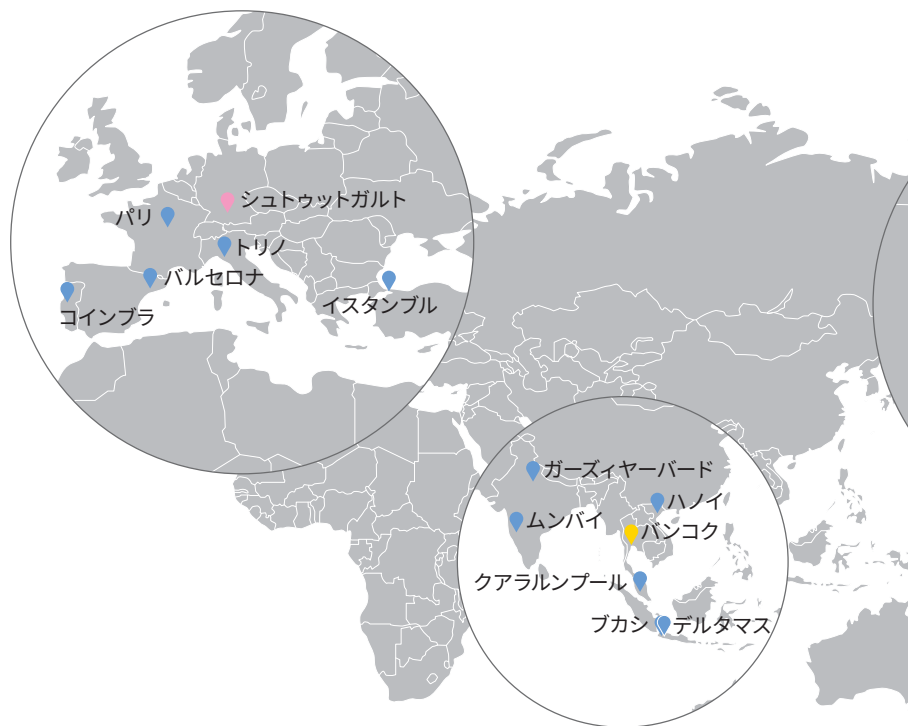 シュトゥットガルト
パリ
トリノ
バルセロナ
イスタンブル
コインブラ
ガーズィヤーバード
ハノイ
ムンバイ
バンコク
クアラルンプール
ブカシ
デルタマス